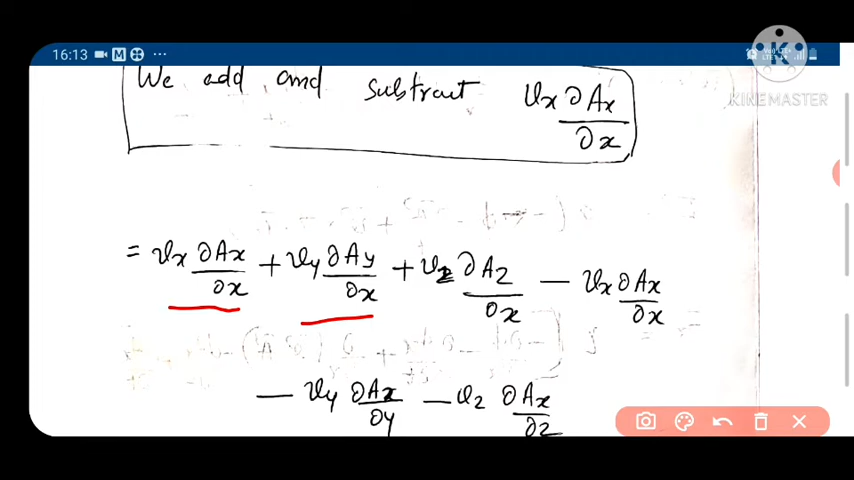 16:13 M ...
K
KINEMASTER
We add and subtract vx ∂Ax/∂x
= vx ∂Ax/∂x + vy ∂Ay/∂x + vz ∂Az/∂x — vx ∂Ax/∂x
— vy ∂Ax/∂y — vz ∂Ax/∂z